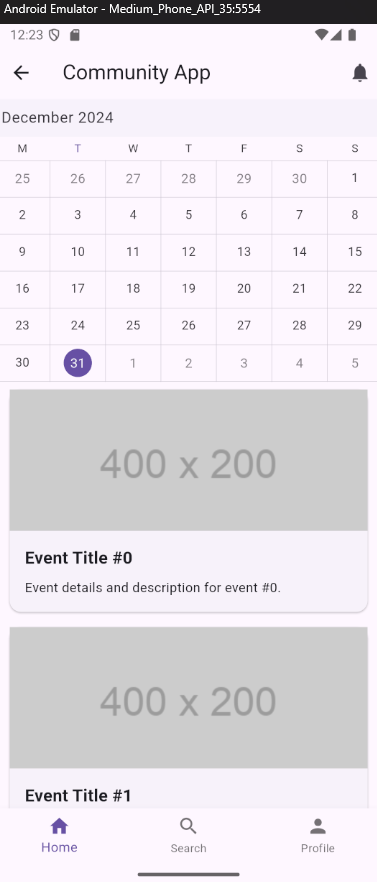 Android Emulator - Medium_Phone_API_35:5554
12:23
Community App
December 2024
M T W T F S S
25 26 27 28 29 30 1
2 3 4 5 6 7 8
9 10 11 12 13 14 15
16 17 18 19 20 21 22
23 24 25 26 27 28 29
30 31 1 2 3 4 5
400 x 200
Event Title #0
Event details and description for event #0.
400 x 200
Event Title #1
Home Search Profile